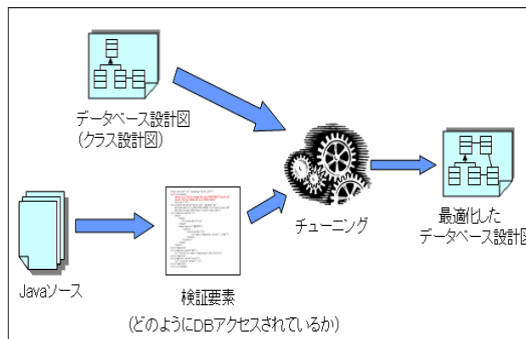 データベース設計図
(クラス設計図)
チューニング
最適化した
データベース設計図
Javaソース
検証要素
(どのようにDBアクセスされているか)